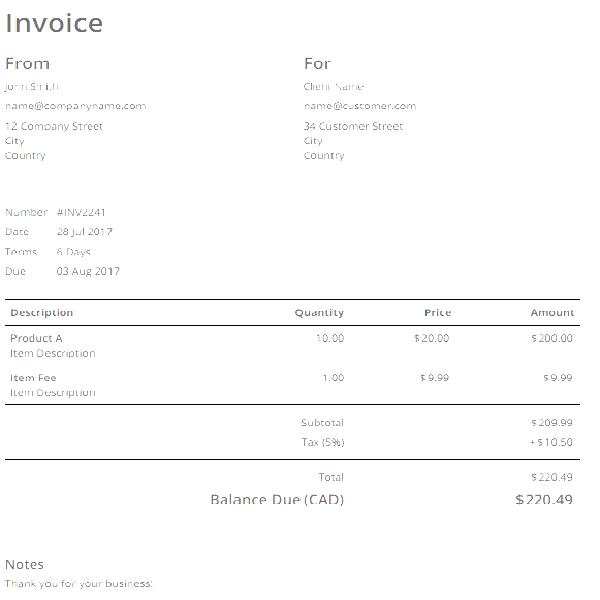 Invoice
From
For
John Smith
Client Name
name@companyname.com
name@customer.com
12 Company Street
34 Customer Street
City
City
Country
Country
Number #INV2241
Date 28 Jul 2017
Terms 6 Days
Due 03 Aug 2017
Description Quantity Price Amount
Product A 10.00 $20.00 $200.00
Item Description
Item Fee 1.00 $9.99 $9.99
Item Description
Subtotal $209.99
Tax (5%) +$10.50
Total $220.49
Balance Due (CAD) $220.49
Notes
Thank you for your business!